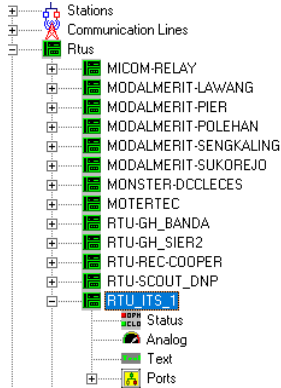 Stations
Communication Lines
Rtus
MICOM-RELAY
MODALMERIT-LAWANG
MODALMERIT-PIER
MODALMERIT-POLEHAN
MODALMERIT-SENGKALING
MODALMERIT-SUKOREJO
MONSTER-DCCLECES
MOTERTEC
RTU-GH_BANDA
RTU-GH_SIER2
RTU-REC-COOPER
RTU-SCOUT_DNP
RTU_ITS_1
Status
Analog
Text
Ports